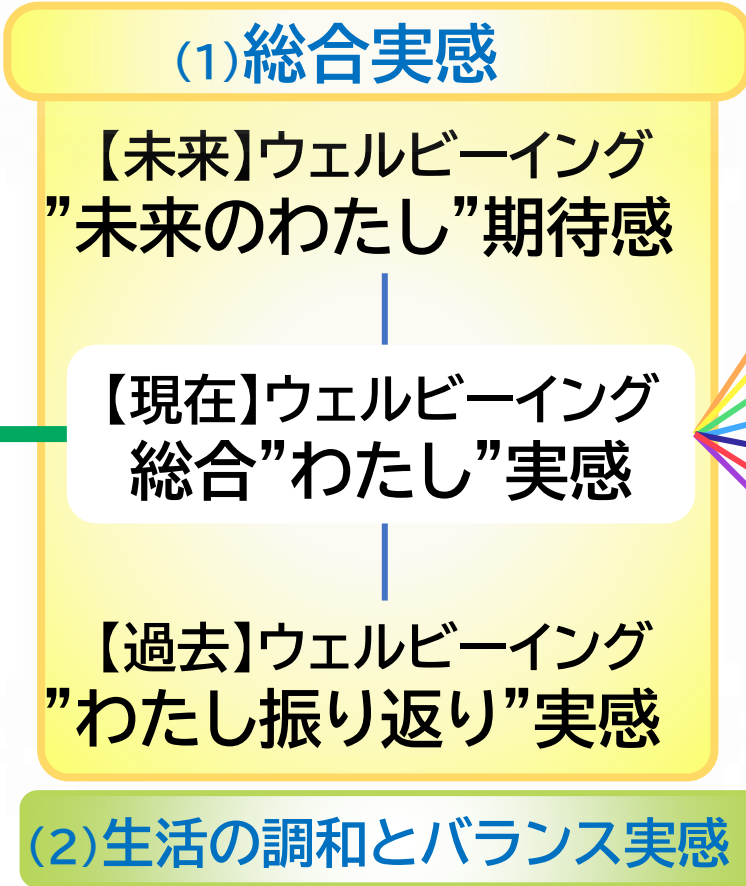 (1)総合実感
【未来】ウェルビーイング
”未来のわたし”期待感
【現在】ウェルビーイング
総合”わたし”実感
【過去】ウェルビーイング
”わたし振り返り”実感
(2)生活の調和とバランス実感